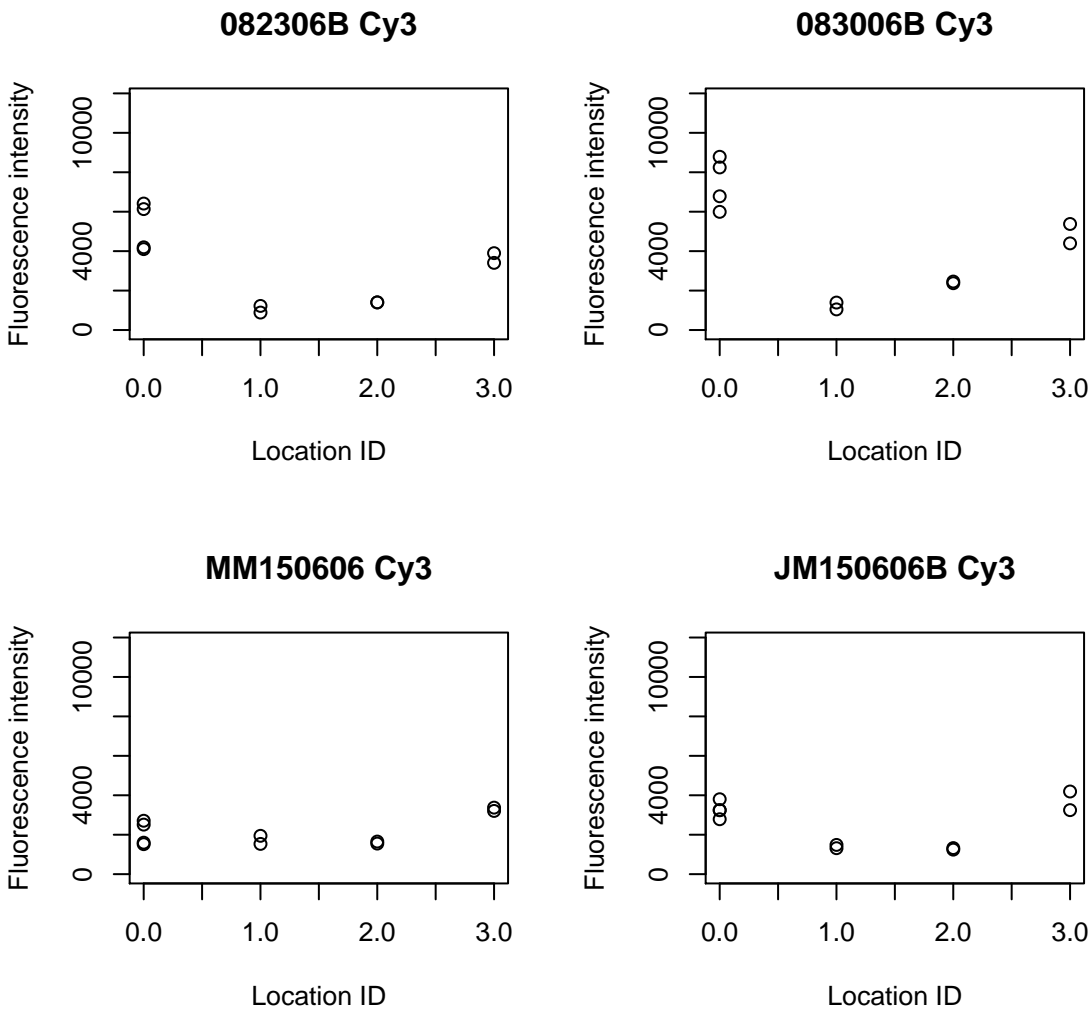 082306B Cy3
Fluorescence intensity
10000
4000
0
0.0 1.0 2.0 3.0
Location ID
083006B Cy3
Fluorescence intensity
10000
4000
0
0.0 1.0 2.0 3.0
Location ID
MM150606 Cy3
Fluorescence intensity
10000
4000
0
0.0 1.0 2.0 3.0
Location ID
JM150606B Cy3
Fluorescence intensity
10000
4000
0
0.0 1.0 2.0 3.0
Location ID